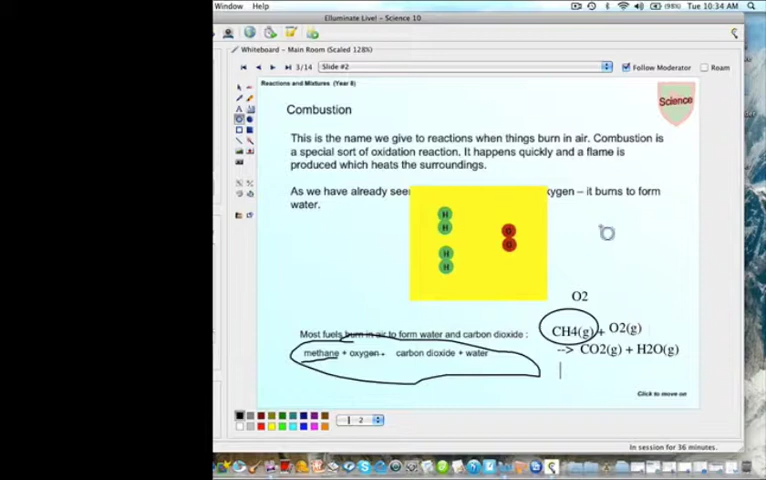 Window Help
(98%) Tue 10:34 AM
Elluminate Live! - Science 10
Whiteboard - Main Room (Scaled 128%)
3/14 Slide #2 Follow Moderator Roam
Reactions and Mixtures (Year 8)
Science
Combustion
This is the name we give to reactions when things burn in air. Combustion is
a special sort of oxidation reaction. It happens quickly and a flame is
produced which heats the surroundings.
As we have already seen xygen – it burns to form
water.
H
H
O
O
H
H
O2
Most fuels burn in air to form water and carbon dioxide :
CH4(g) + O2(g)
methane + oxygen carbon dioxide + water
--> CO2(g) + H2O(g)
Click to move on
2
In session for 36 minutes.